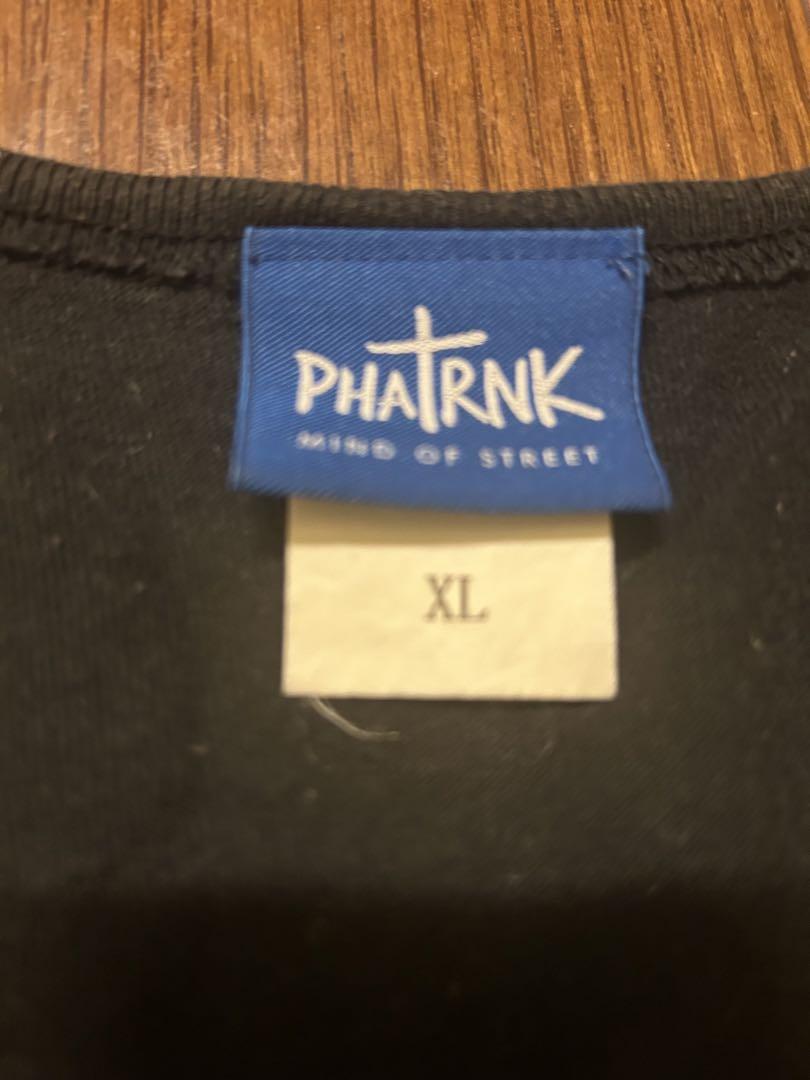 PHATRNK
MIND OF STREET
XL